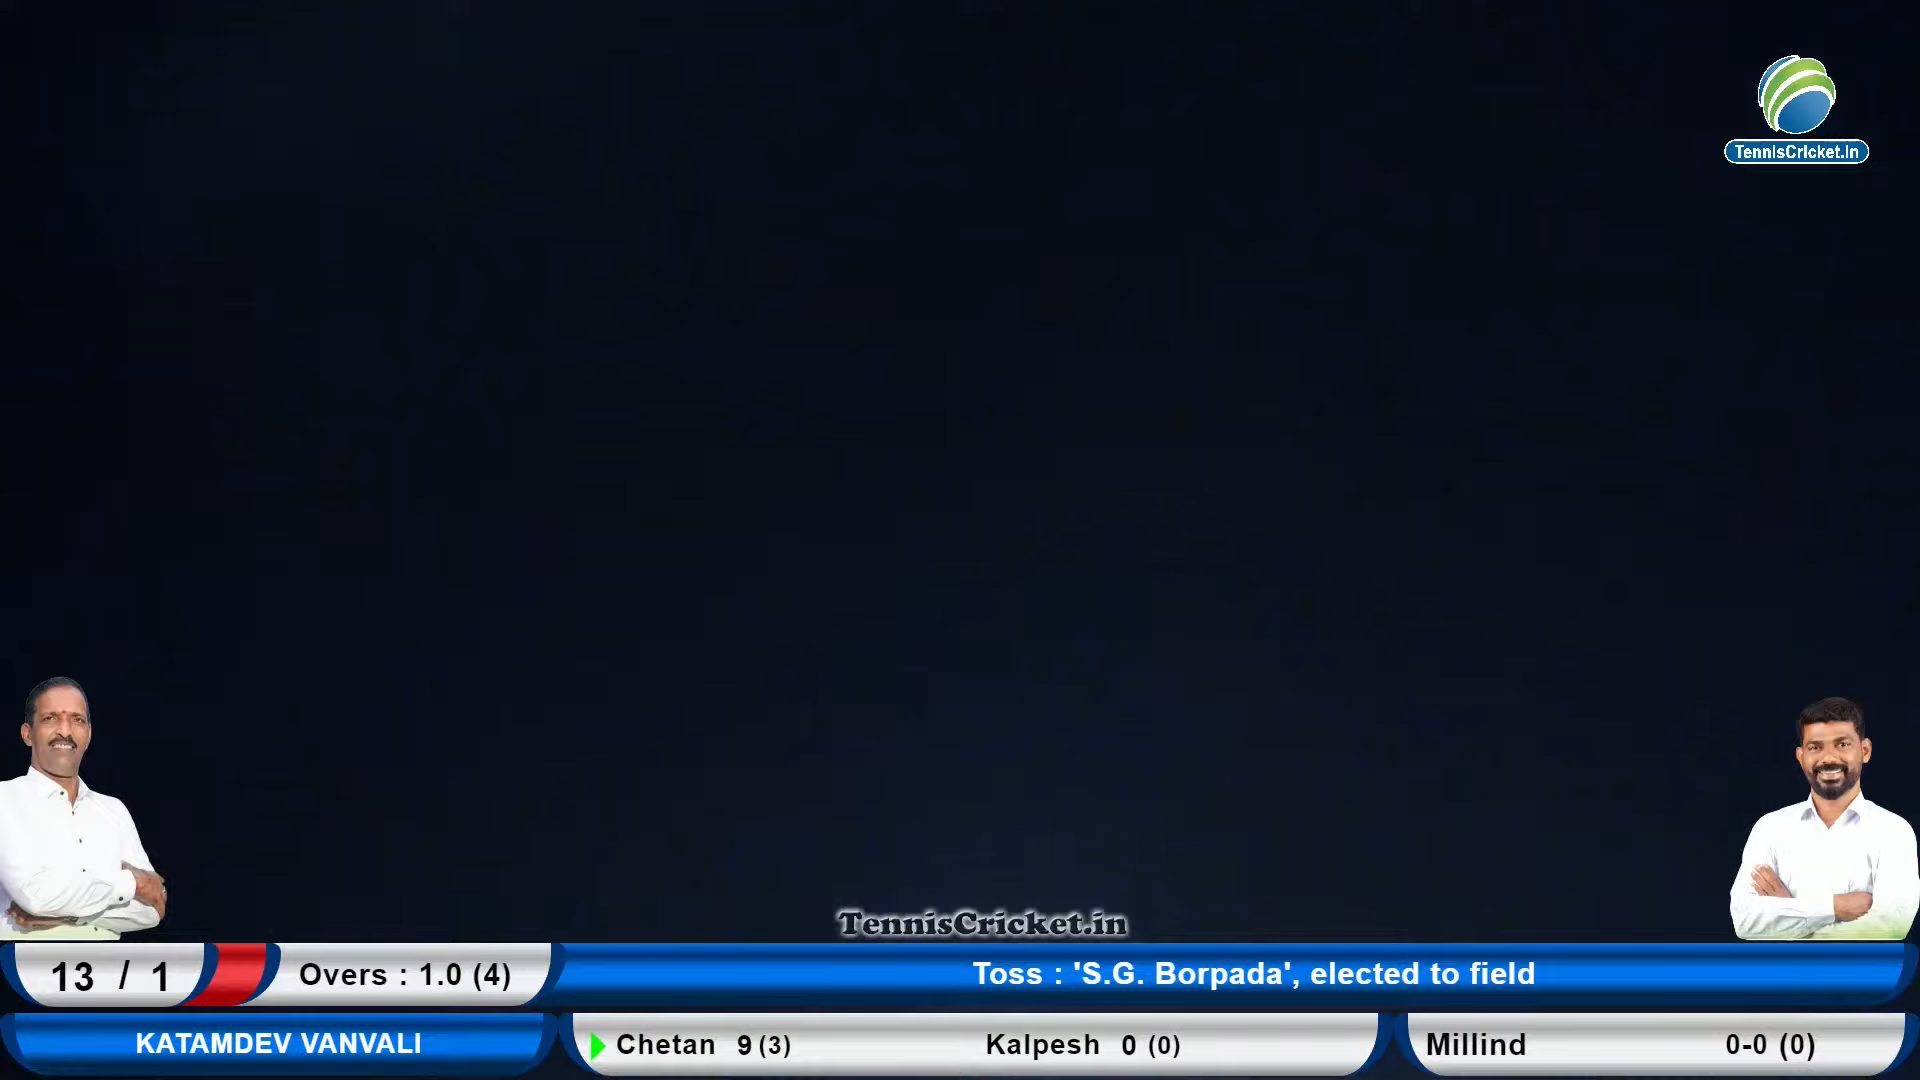 TennisCricket.in
TennisCricket.in
13 / 1
Overs : 1.0 (4)
Toss : 'S.G. Borpada', elected to field
KATAMDEV VANVALI
Chetan 9 (3)
Kalpesh 0 (0)
Millind 0-0 (0)